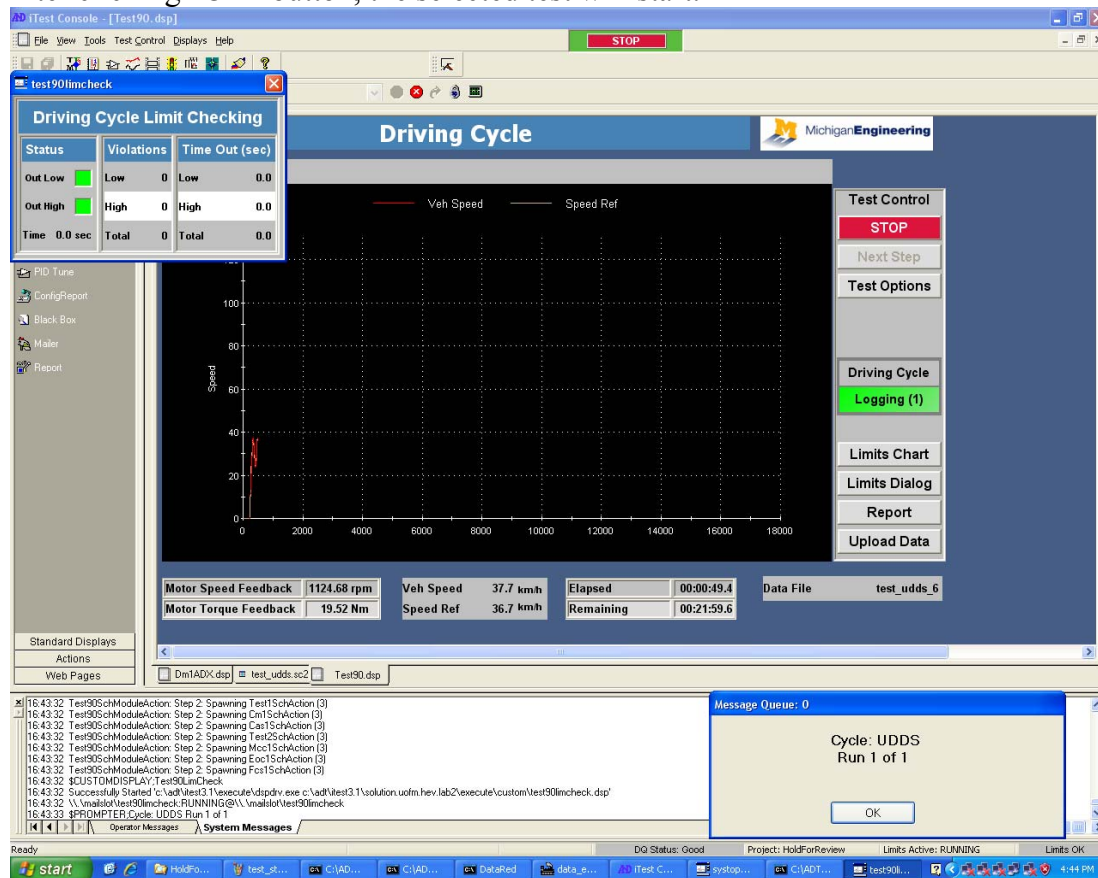 iTest Console - [Test90.dsp]
File View Tools Test Control Displays Help
STOP
test90limcheck
Driving Cycle Limit Checking
Status Violations Time Out (sec)
Out Low Low 0 Low 0.0
Out High High 0 High 0.0
Time 0.0 sec Total 0 Total 0.0
Driving Cycle
MichiganEngineering
PID Tune
ConfigReport
Black Box
Mailer
Report
Veh Speed Speed Ref
100
80
60
40
20
0
Speed
0 2000 4000 6000 8000 10000 12000 14000 16000 18000
Test Control
STOP
Next Step
Test Options
Driving Cycle
Logging (1)
Limits Chart
Limits Dialog
Report
Upload Data
Motor Speed Feedback 1124.68 rpm Veh Speed 37.7 km/h Elapsed 00:00:49.4 Data File test_udds_6
Motor Torque Feedback 19.52 Nm Speed Ref 36.7 km/h Remaining 00:21:59.6
Standard Displays
Actions
Web Pages
Dm1ADX.dsp test_udds.sc2 Test90.dsp
16:43:32 Test90SchModuleAction: Step 2: Spawning Test1SchAction (3)
16:43:32 Test90SchModuleAction: Step 2: Spawning Cm1SchAction (3)
16:43:32 Test90SchModuleAction: Step 2: Spawning Cas1SchAction (3)
16:43:32 Test90SchModuleAction: Step 2: Spawning Test2SchAction (3)
16:43:32 Test90SchModuleAction: Step 2: Spawning Mcc1SchAction (3)
16:43:32 Test90SchModuleAction: Step 2: Spawning Eoc1SchAction (3)
16:43:32 Test90SchModuleAction: Step 2: Spawning Fcs1SchAction (3)
16:43:32 $CUSTOMDISPLAY;Test90LimCheck
16:43:32 Successfully Started 'c:\adt\itest3.1\execute\dspdrv.exe c:\adt\itest3.1\solution.uofm.hev.lab2\execute\custom\test90limcheck.dsp'
16:43:32 \\.\mailslot\test90limcheck:RUNNING@\\.\mailslot\test90limcheck
16:43:33 $PROMPTER;Cycle: UDDS Run 1 of 1
Operator Messages System Messages
Message Queue: 0
Cycle: UDDS
Run 1 of 1
OK
Ready DQ Status: Good Project: HoldForReview Limits Active: RUNNING Limits OK
start HoldFo... test_st... C:\AD... C:\AD... DataRed data_e... iTest C... systop... C:\ADT... test90li... 4:44 PM